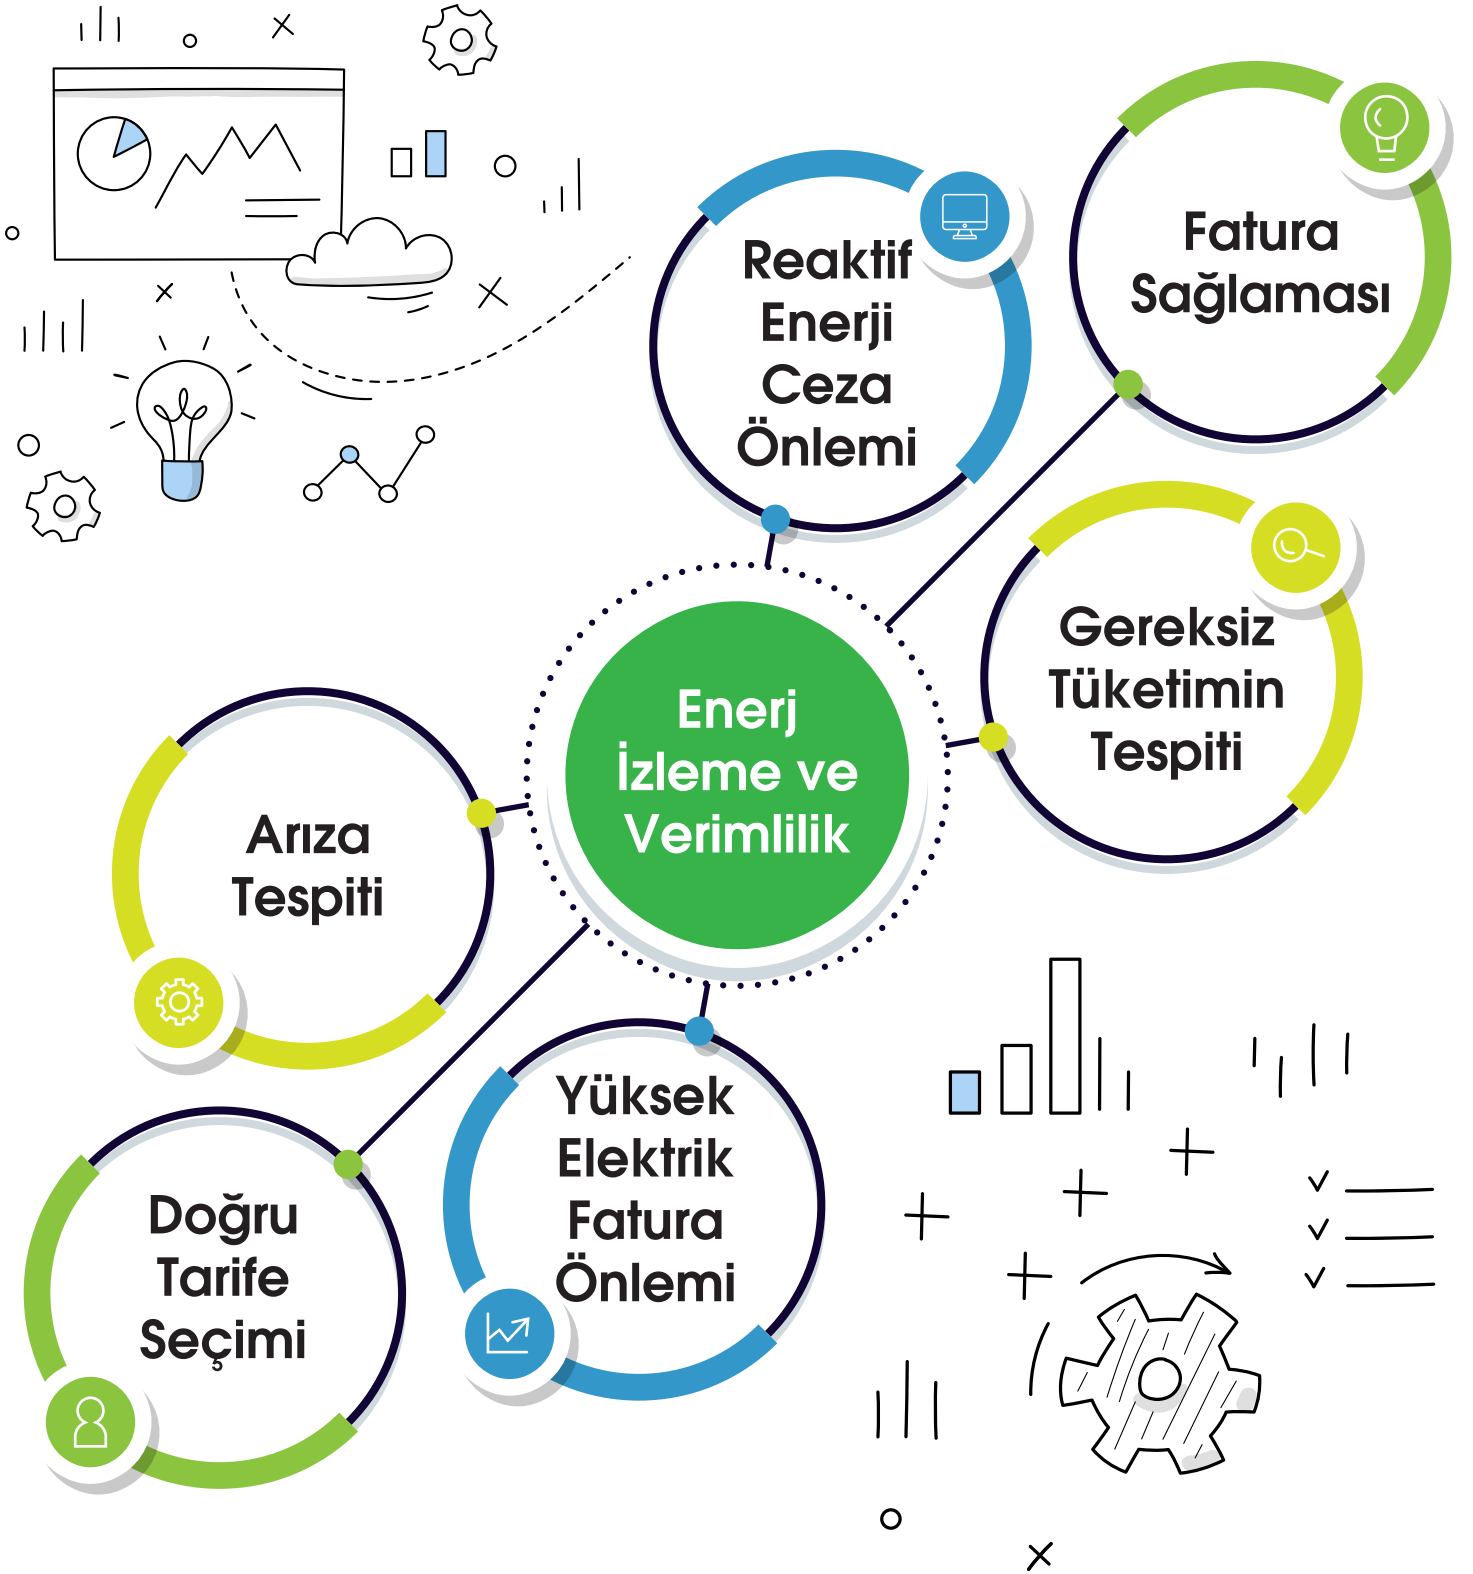 Reaktif
Enerji
Ceza
Önlemi
Fatura
Sağlaması
Gereksiz
Tüketimin
Tespiti
Enerj
İzleme ve
Verimlilik
Arıza
Tespiti
Yüksek
Elektrik
Fatura
Önlemi
Doğru
Tarife
Seçimi